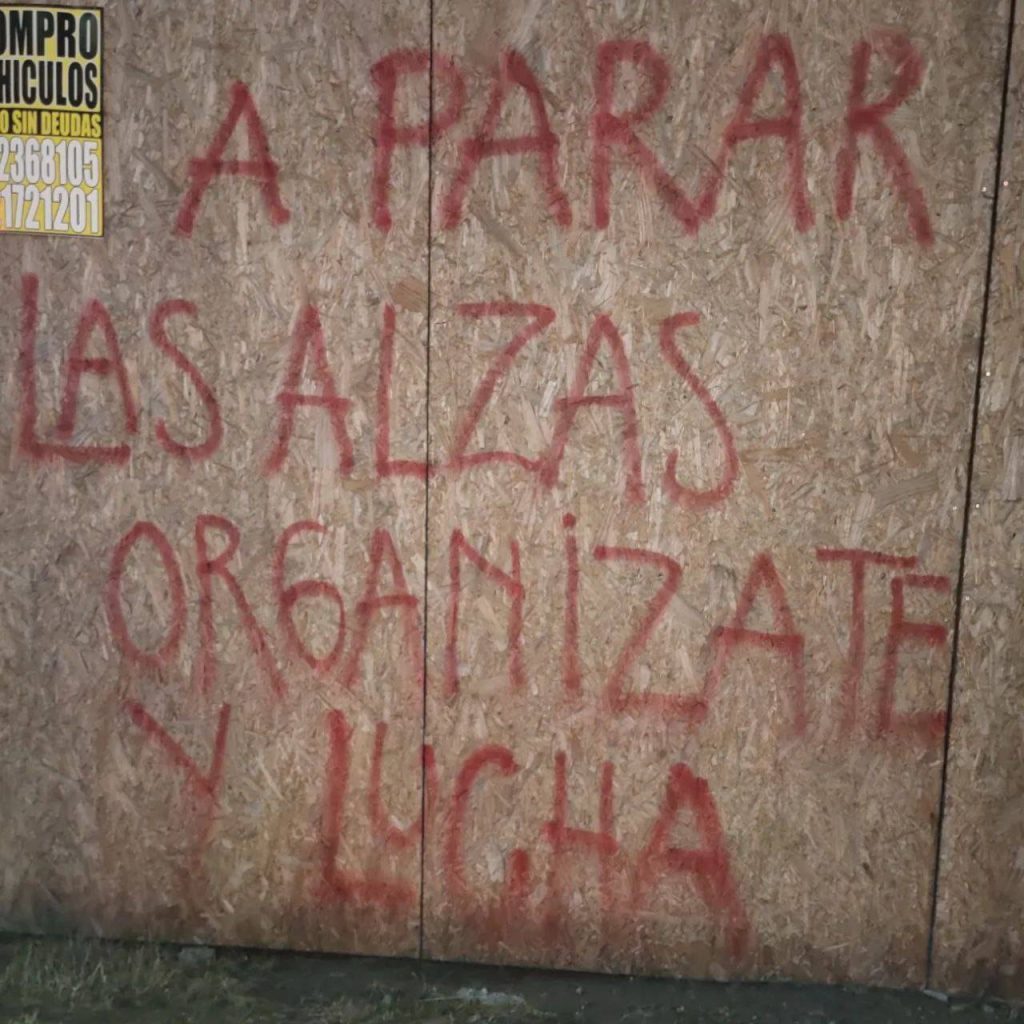 OMPRO
HICULOS
O SIN DEUDAS
2368105
1721201
A PARAR
LAS ALZAS
ORGANIZATE
Y LUCHA